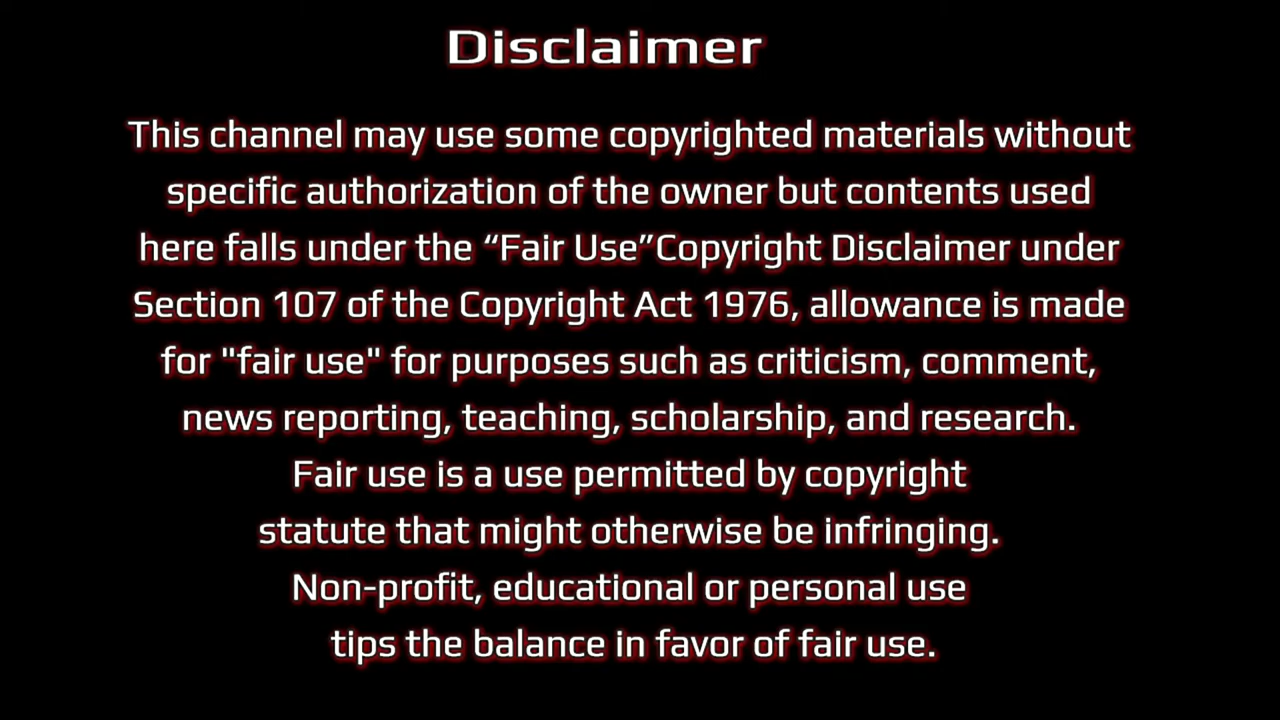 Disclaimer
This channel may use some copyrighted materials without
specific authorization of the owner but contents used
here falls under the “Fair Use”Copyright Disclaimer under
Section 107 of the Copyright Act 1976, allowance is made
for "fair use" for purposes such as criticism, comment,
news reporting, teaching, scholarship, and research.
Fair use is a use permitted by copyright
statute that might otherwise be infringing.
Non-profit, educational or personal use
tips the balance in favor of fair use.